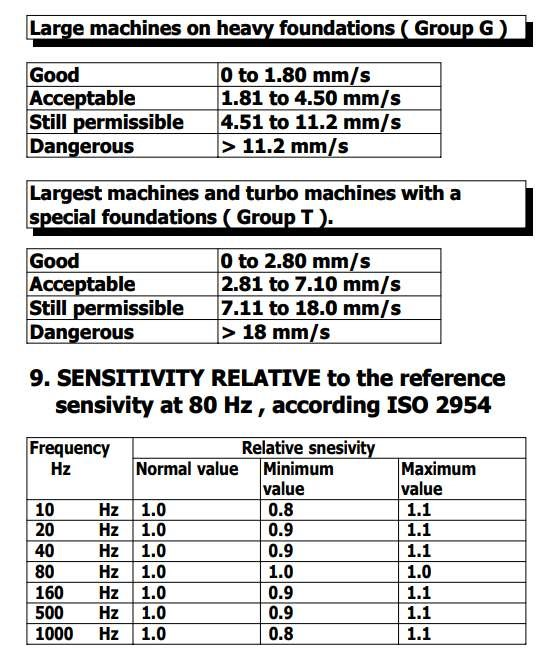 Large machines on heavy foundations ( Group G )
Good 0 to 1.80 mm/s
Acceptable 1.81 to 4.50 mm/s
Still permissible 4.51 to 11.2 mm/s
Dangerous > 11.2 mm/s
Largest machines and turbo machines with a
special foundations ( Group T ).
Good 0 to 2.80 mm/s
Acceptable 2.81 to 7.10 mm/s
Still permissible 7.11 to 18.0 mm/s
Dangerous > 18 mm/s
9. SENSITIVITY RELATIVE to the reference
sensivity at 80 Hz , according ISO 2954
Frequency Relative snesivity
Hz Normal value Minimum Maximum
value value
10 Hz 1.0 0.8 1.1
20 Hz 1.0 0.9 1.1
40 Hz 1.0 0.9 1.1
80 Hz 1.0 1.0 1.0
160 Hz 1.0 0.9 1.1
500 Hz 1.0 0.9 1.1
1000 Hz 1.0 0.8 1.1